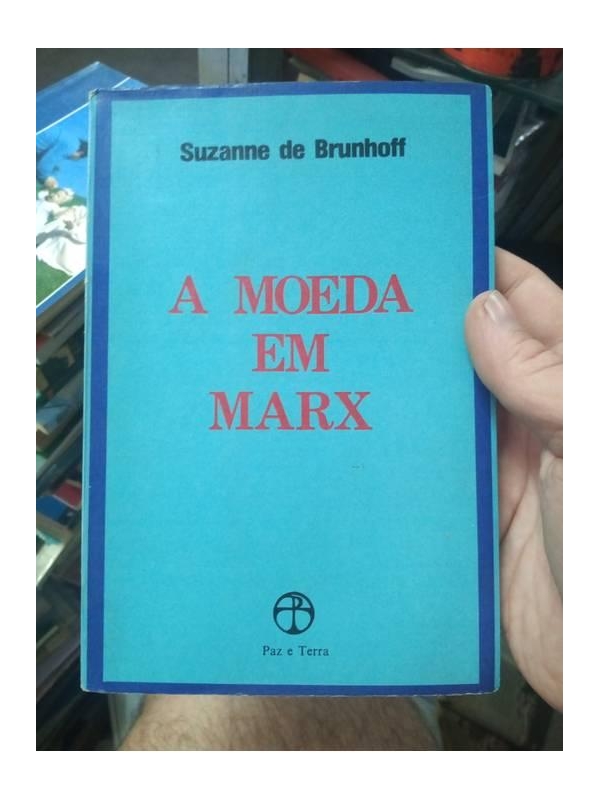 Suzanne de Brunhoff
A MOEDA
EM
MARX
Paz e Terra